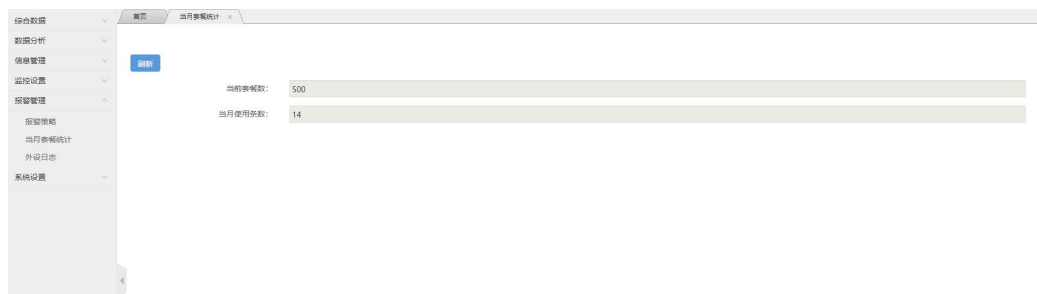 综合数据
数据分析
信息管理
监控设置
报警管理
报警策略
当月套餐统计
外设日志
系统设置
首页
当月套餐统计 ×
刷新
当前套餐数: 500
当月使用条数: 14